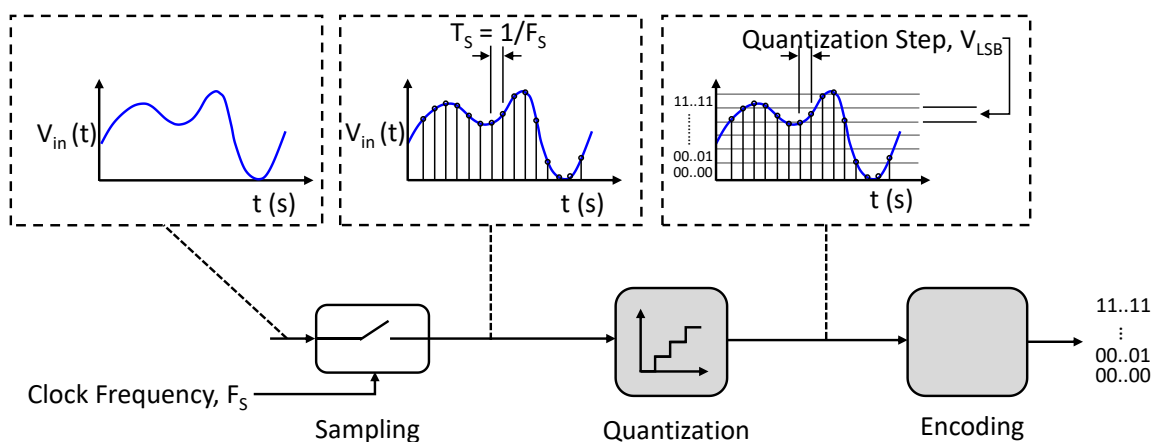 V_in (t)
t (s)
T_S = 1/F_S
V_in (t)
t (s)
Quantization Step, V_LSB
11..11
........
00..01
00..00
t (s)
11..11
...
00..01
00..00
Clock Frequency, F_S
Sampling
Quantization
Encoding